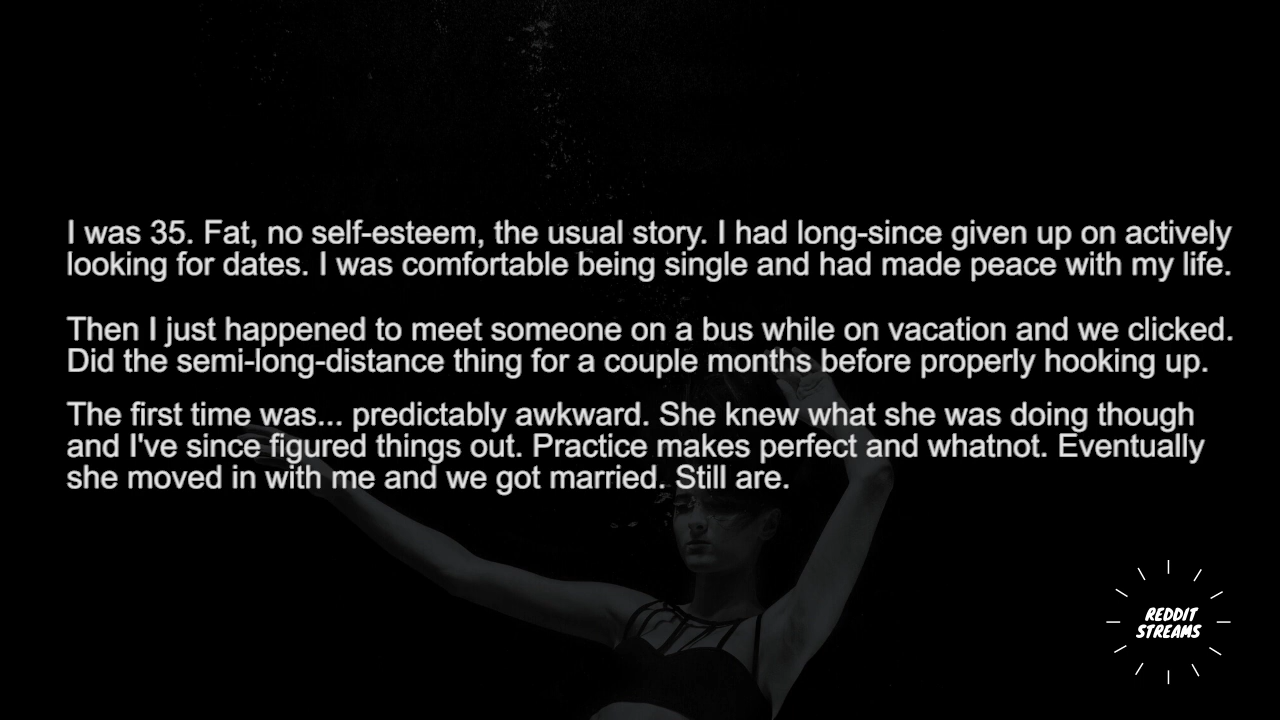 I was 35. Fat, no self-esteem, the usual story. I had long-since given up on actively
looking for dates. I was comfortable being single and had made peace with my life.
Then I just happened to meet someone on a bus while on vacation and we clicked.
Did the semi-long-distance thing for a couple months before properly hooking up.
The first time was... predictably awkward. She knew what she was doing though
and I've since figured things out. Practice makes perfect and whatnot. Eventually
she moved in with me and we got married. Still are.
REDDIT
STREAMS